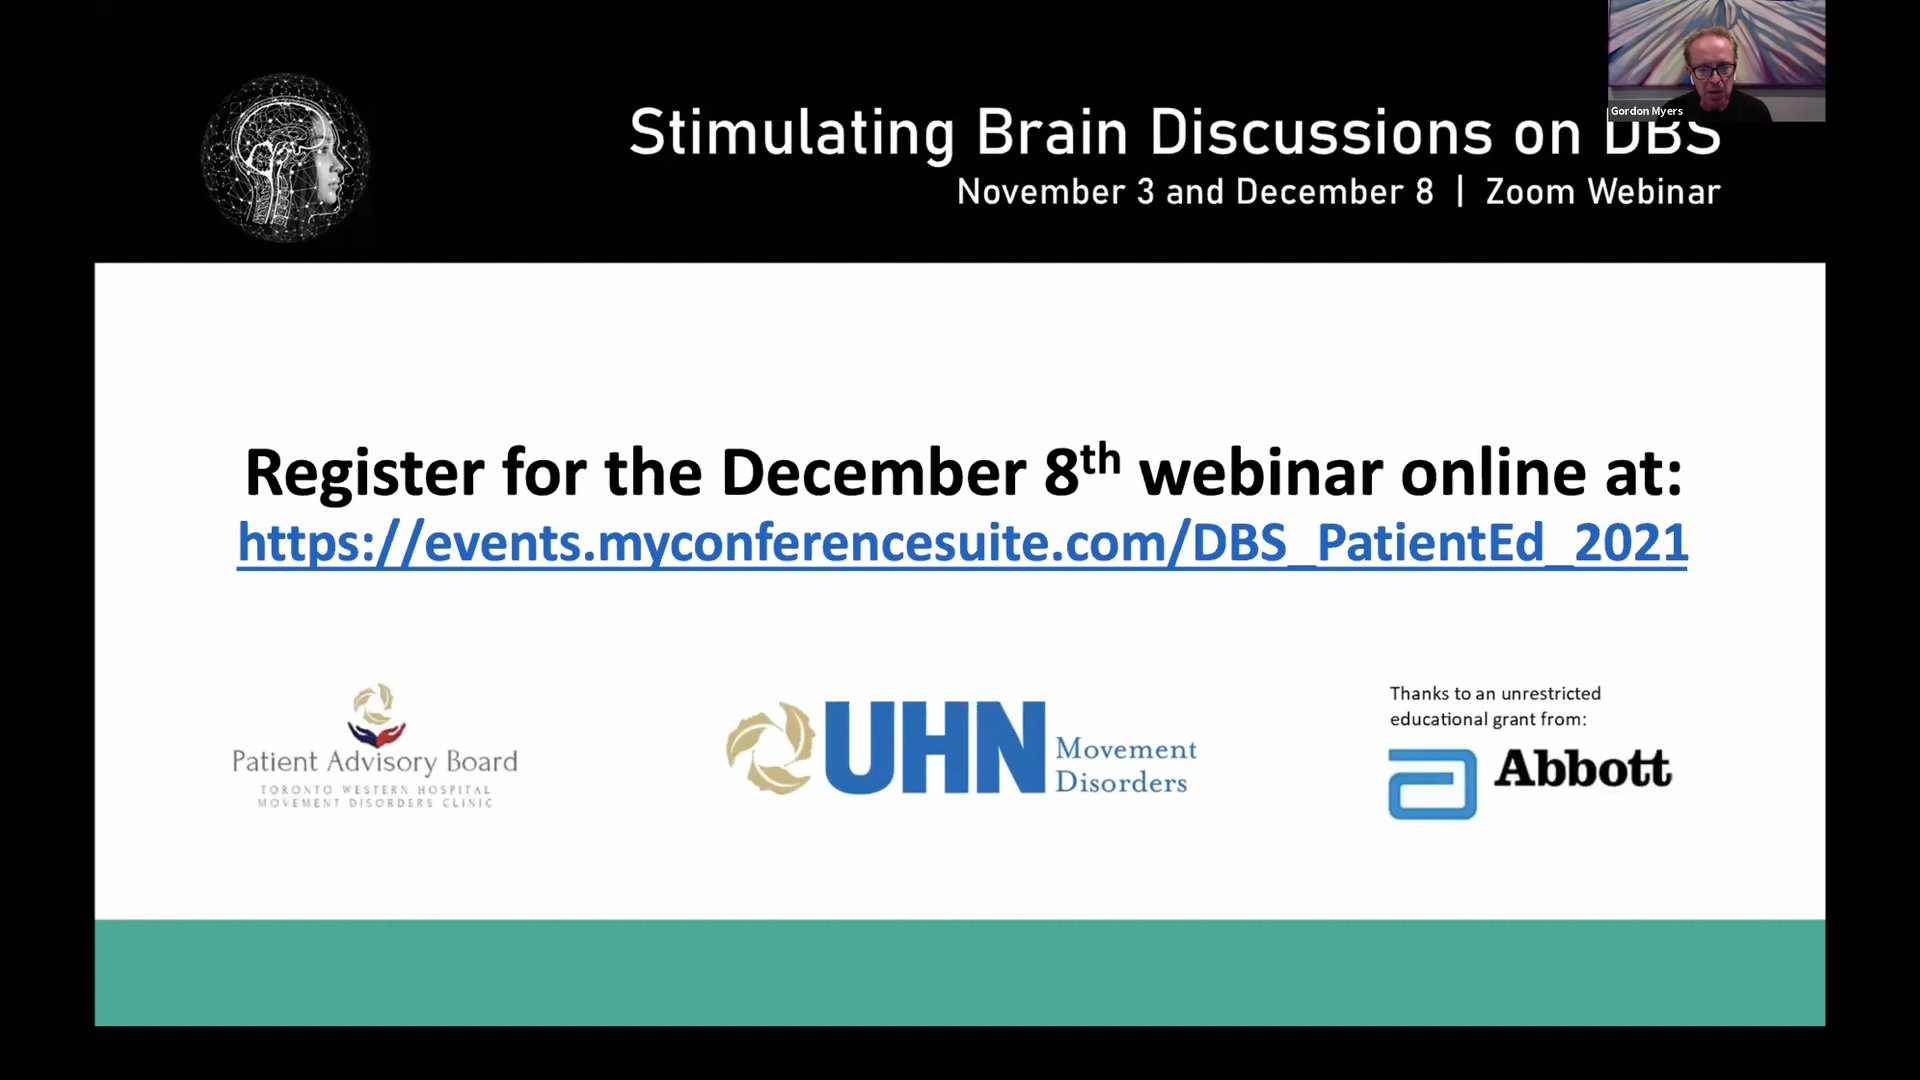 Gordon Myers
Stimulating Brain Discussions on DBS
November 3 and December 8 | Zoom Webinar
Register for the December 8th webinar online at:
https://events.myconferencesuite.com/DBS_PatientEd_2021
Patient Advisory Board
TORONTO WESTERN HOSPITAL
MOVEMENT DISORDERS CLINIC
UHN Movement
Disorders
Thanks to an unrestricted
educational grant from:
Abbott